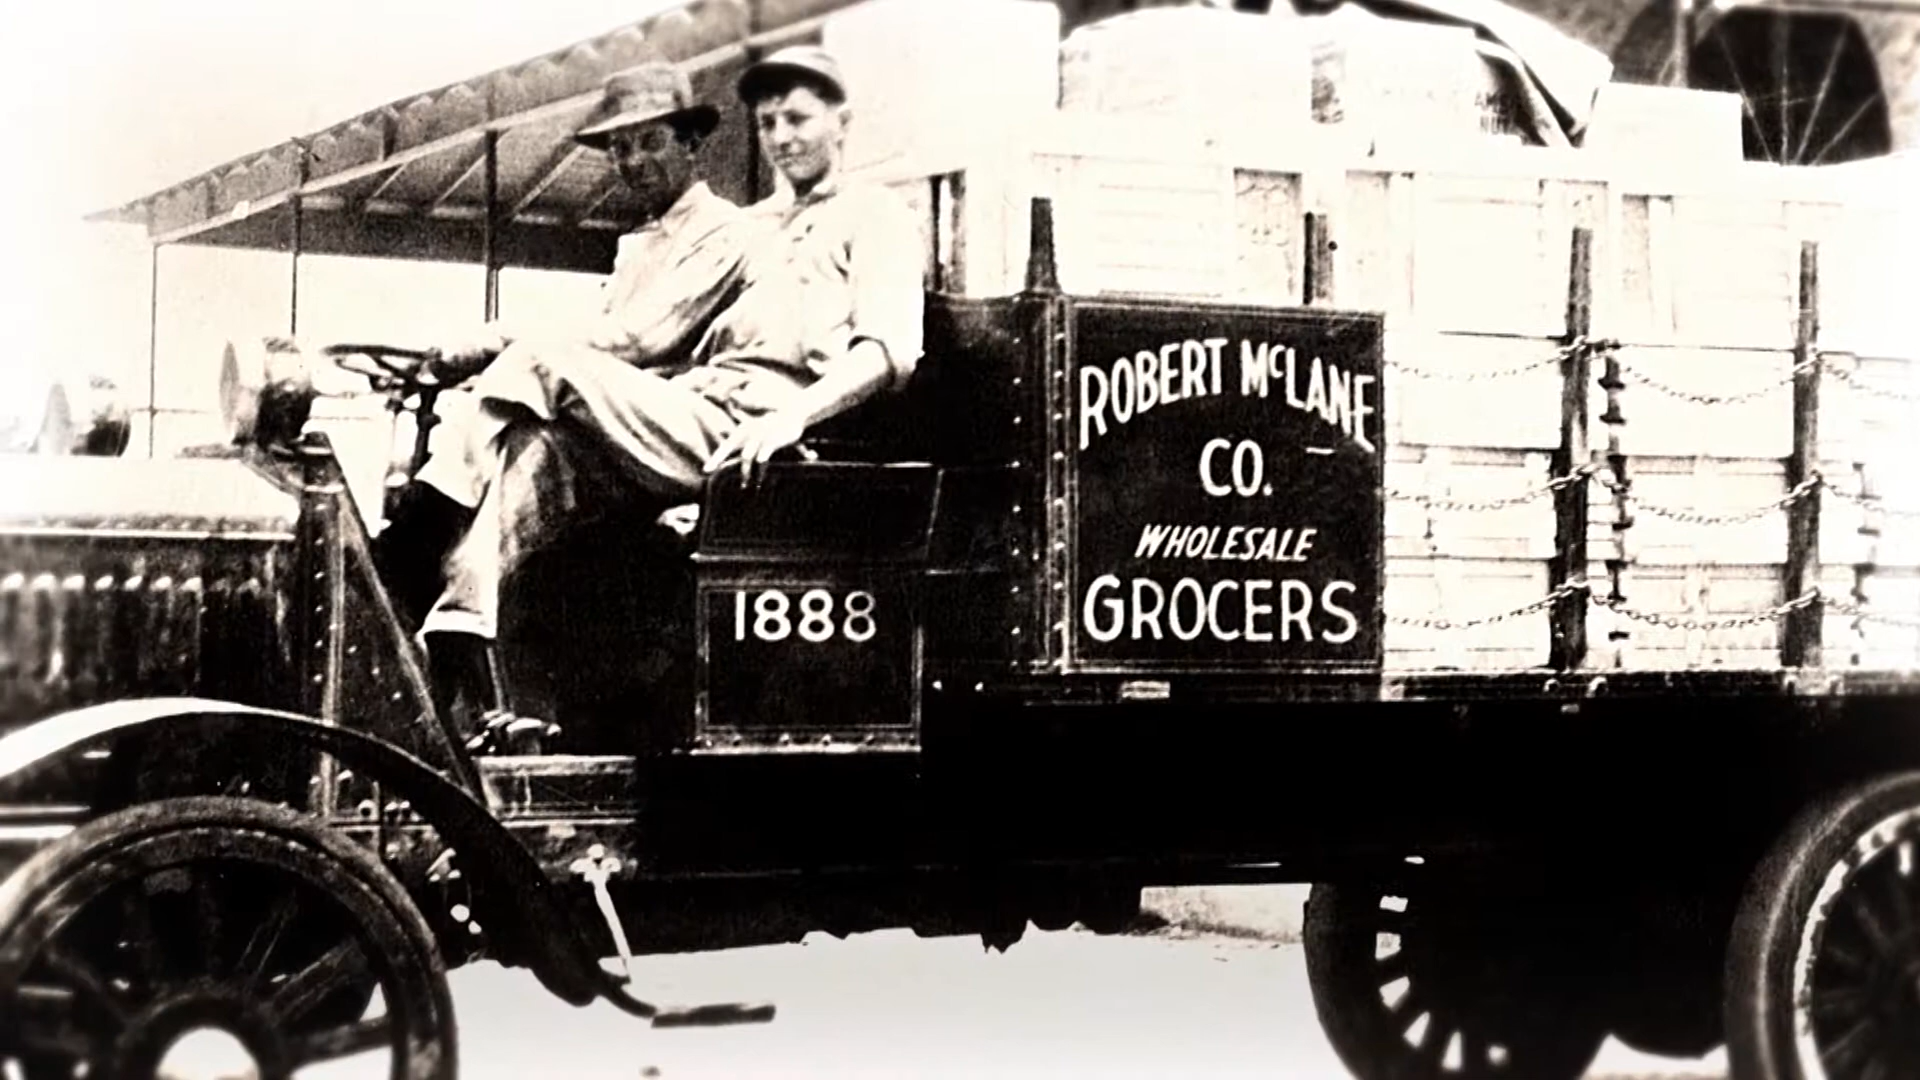 ROBERT McLANE
CO.
WHOLESALE
GROCERS
1888